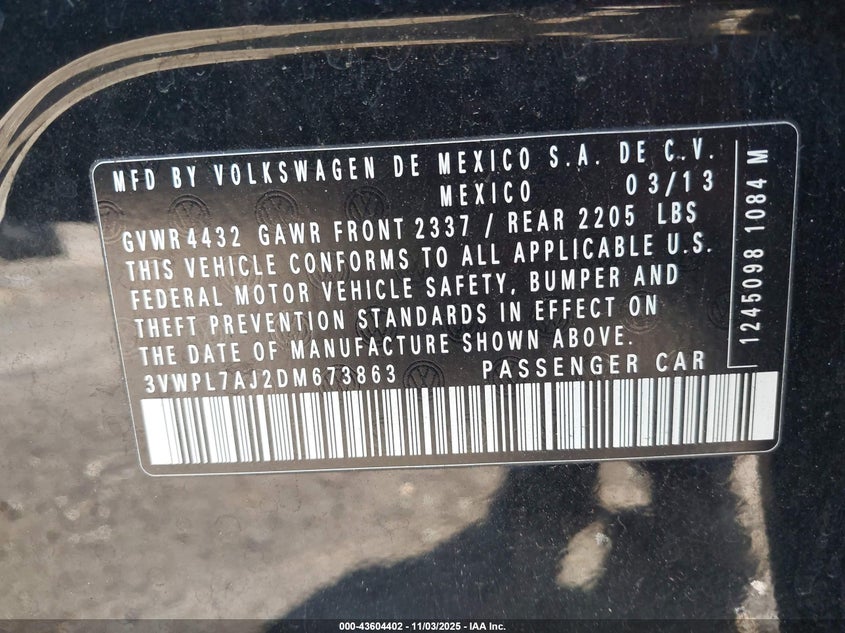 MFD BY VOLKSWAGEN DE MEXICO S.A. DE C.V.
MEXICO 03/13
GVWR 4432 GAWR FRONT 2337 / REAR 2205 LBS
THIS VEHICLE CONFORMS TO ALL APPLICABLE U.S.
FEDERAL MOTOR VEHICLE SAFETY, BUMPER AND
THEFT PREVENTION STANDARDS IN EFFECT ON
THE DATE OF MANUFACTURE SHOWN ABOVE.
3VWPL7AJ2DM673863 PASSENGER CAR
1245098 1084 M
000-43604402 - 11/03/2025 - IAA Inc.